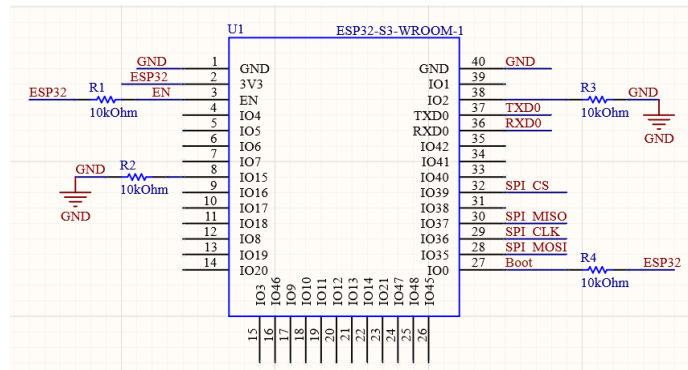 U1 ESP32-S3-WROOM-1
GND 1 GND
ESP32 2 3V3
ESP32 R1 10kOhm EN 3 EN
4 IO4
5 IO5
6 IO6
7 IO7
GND GND R2 10kOhm 8 IO15
9 IO16
10 IO17
11 IO18
12 IO8
13 IO19
14 IO20
GND 40 GND
IO1 39
IO2 38 R3 10kOhm GND GND
TXD0 37 TXD0
RXD0 36 RXD0
IO42 35
IO41 34
IO40 33
IO39 32 SPI_CS
IO38 31
IO37 30 SPI_MISO
IO36 29 SPI_CLK
IO35 28 SPI_MOSI
IO0 27 Boot R4 10kOhm ESP32
IO3 IO46 IO9 IO10 IO11 IO12 IO13 IO14 IO21 IO47 IO48 IO45
15 16 17 18 19 20 21 22 23 24 25 26